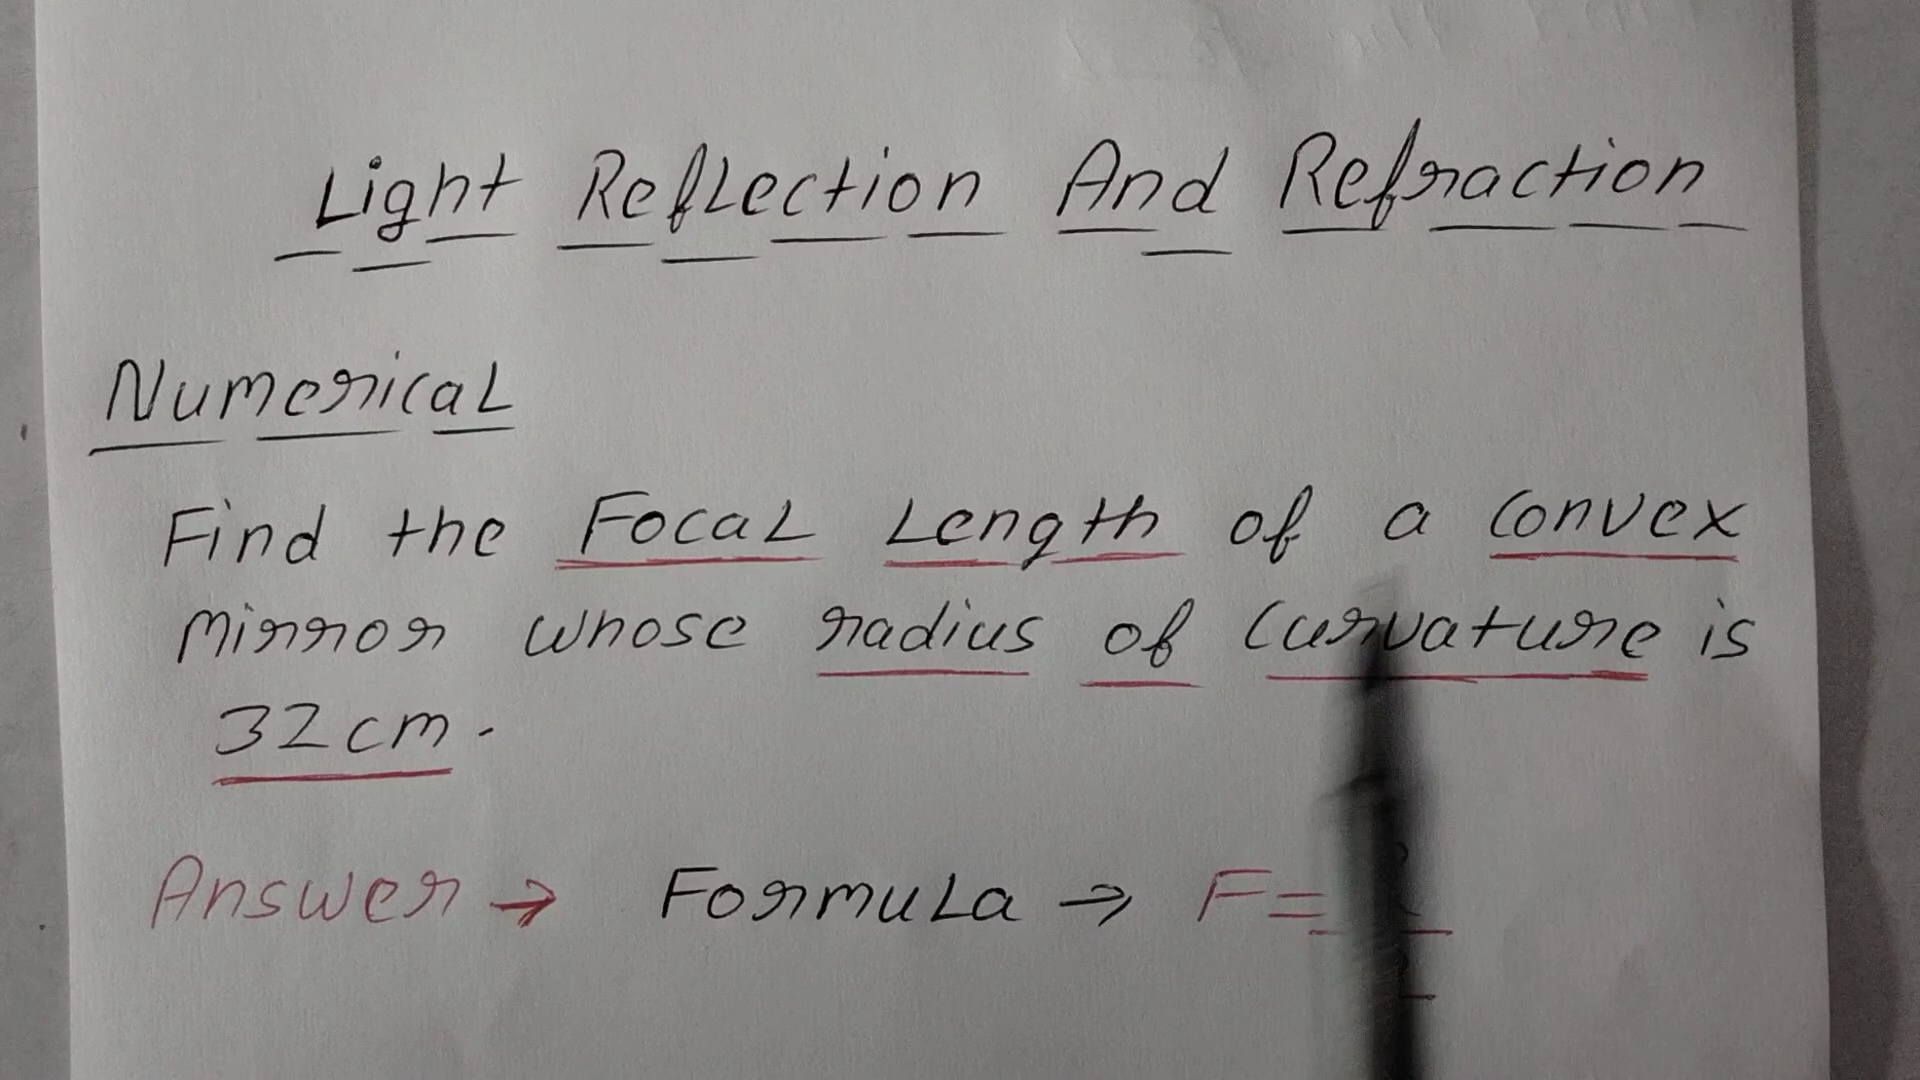 Light Reflection And Refraction
Numerical
Find the Focal Length of a convex
mirror whose radius of curvature is
32cm.
Answer → Formula ⇒ F=